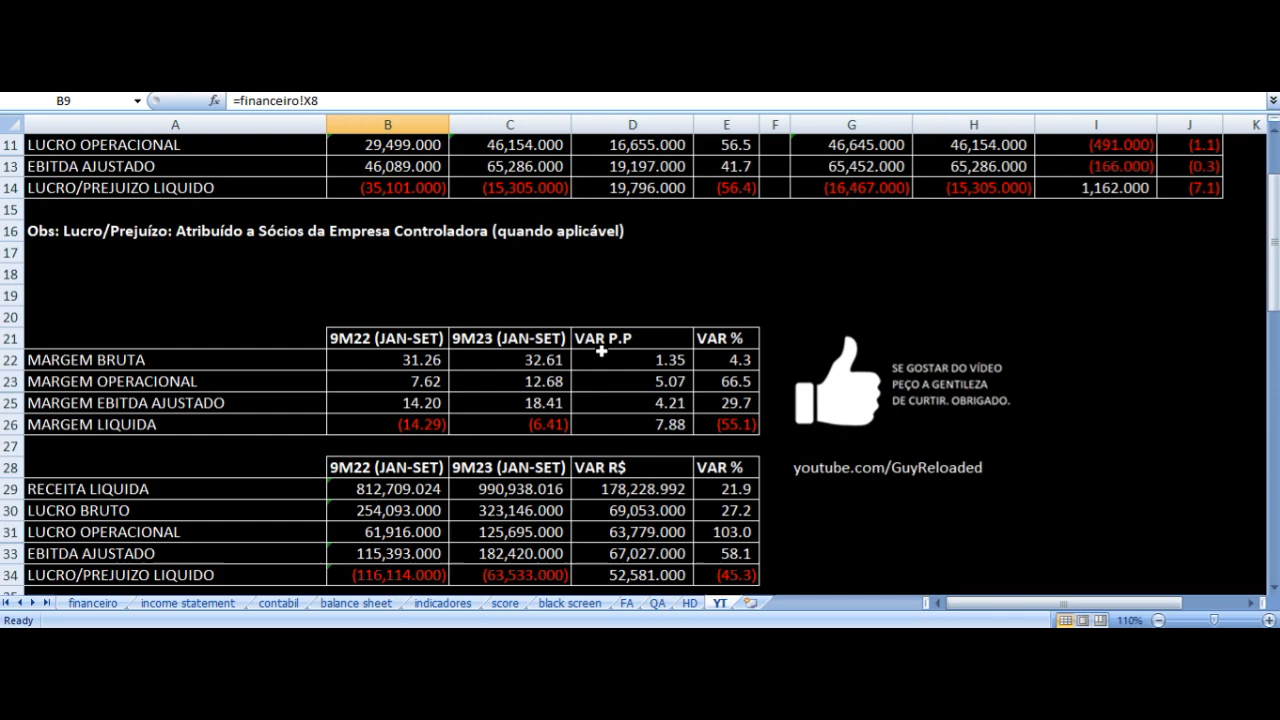 B9 fx =financeiro!X8
A B C D E F G H I J K
11 LUCRO OPERACIONAL 29,499.000 46,154.000 16,655.000 56.5 46,645.000 46,154.000 (491.000) (1.1)
13 EBITDA AJUSTADO 46,089.000 65,286.000 19,197.000 41.7 65,452.000 65,286.000 (166.000) (0.3)
14 LUCRO/PREJUIZO LIQUIDO (35,101.000) (15,305.000) 19,796.000 (56.4) (16,467.000) (15,305.000) 1,162.000 (7.1)
15
16 Obs: Lucro/Prejuízo: Atribuído a Sócios da Empresa Controladora (quando aplicável)
17
18
19
20
21 9M22 (JAN-SET) 9M23 (JAN-SET) VAR P.P VAR %
22 MARGEM BRUTA 31.26 32.61 1.35 4.3
23 MARGEM OPERACIONAL 7.62 12.68 5.07 66.5
25 MARGEM EBITDA AJUSTADO 14.20 18.41 4.21 29.7
26 MARGEM LIQUIDA (14.29) (6.41) 7.88 (55.1)
SE GOSTAR DO VÍDEO
PEÇO A GENTILEZA
DE CURTIR. OBRIGADO.
27
28 9M22 (JAN-SET) 9M23 (JAN-SET) VAR R$ VAR %
youtube.com/GuyReloaded
29 RECEITA LIQUIDA 812,709.024 990,938.016 178,228.992 21.9
30 LUCRO BRUTO 254,093.000 323,146.000 69,053.000 27.2
31 LUCRO OPERACIONAL 61,916.000 125,695.000 63,779.000 103.0
33 EBITDA AJUSTADO 115,393.000 182,420.000 67,027.000 58.1
34 LUCRO/PREJUIZO LIQUIDO (116,114.000) (63,533.000) 52,581.000 (45.3)
financeiro income statement contabil balance sheet indicadores score black screen FA QA HD YT
Ready 110%